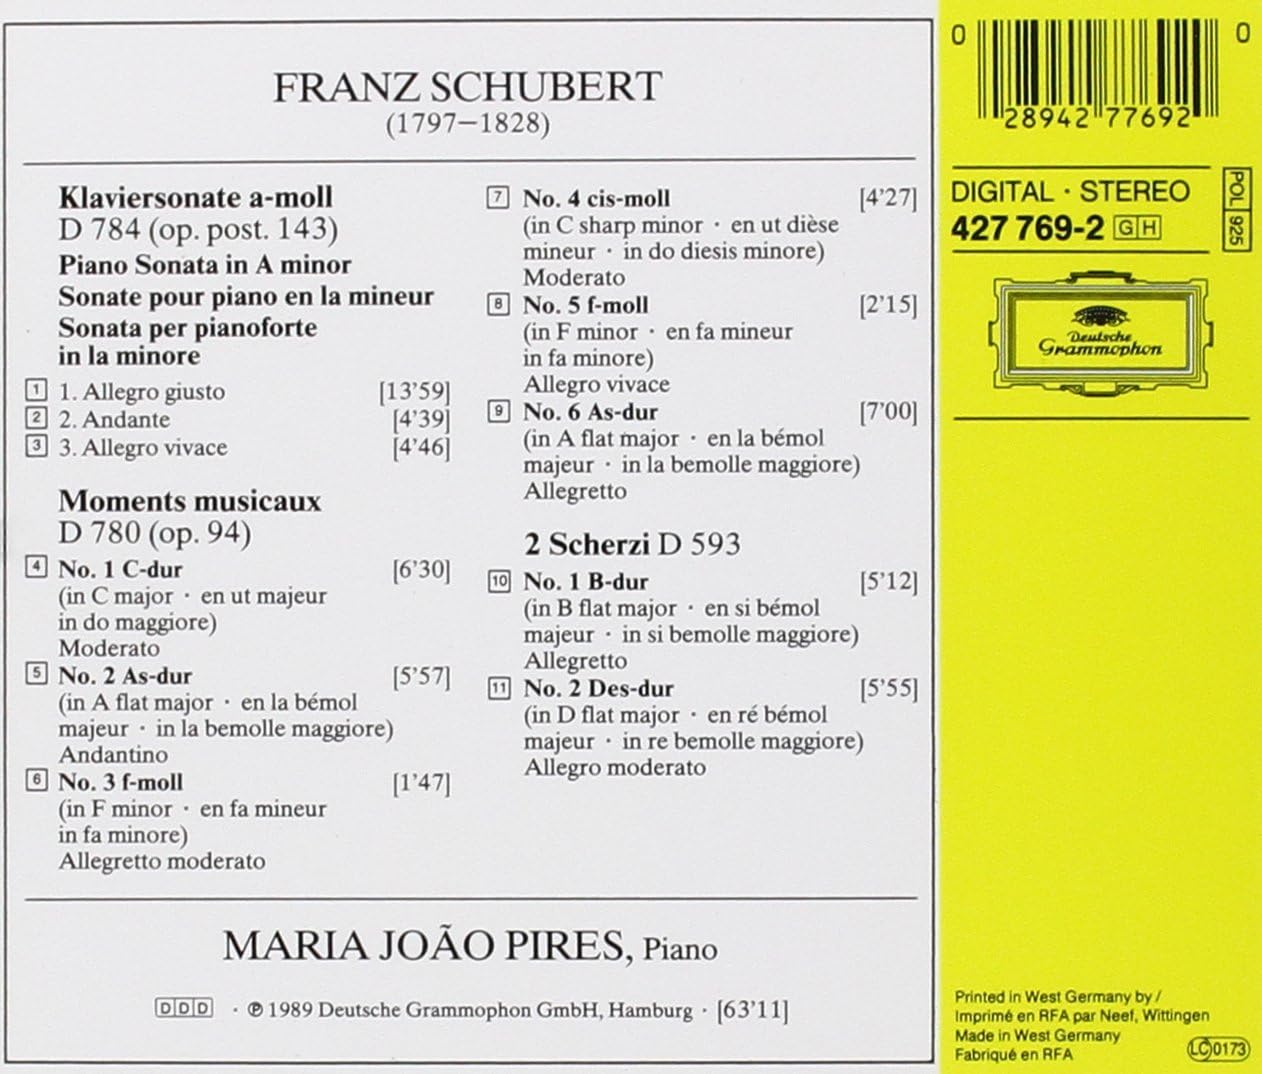 FRANZ SCHUBERT
(1797–1828)
Klaviersonate a-moll
D 784 (op. post. 143)
Piano Sonata in A minor
Sonate pour piano en la mineur
Sonata per pianoforte
in la minore
1 1. Allegro giusto [13’59]
2 2. Andante [4’39]
3 3. Allegro vivace [4’46]
Moments musicaux
D 780 (op. 94)
4 No. 1 C-dur [6’30]
(in C major · en ut majeur
in do maggiore)
Moderato
5 No. 2 As-dur [5’57]
(in A flat major · en la bémol
majeur · in la bemolle maggiore)
Andantino
6 No. 3 f-moll [1’47]
(in F minor · en fa mineur
in fa minore)
Allegretto moderato
7 No. 4 cis-moll [4’27]
(in C sharp minor · en ut dièse
mineur · in do diesis minore)
Moderato
8 No. 5 f-moll [2’15]
(in F minor · en fa mineur
in fa minore)
Allegro vivace
9 No. 6 As-dur [7’00]
(in A flat major · en la bémol
majeur · in la bemolle maggiore)
Allegretto
2 Scherzi D 593
10 No. 1 B-dur [5’12]
(in B flat major · en si bémol
majeur · in si bemolle maggiore)
Allegretto
11 No. 2 Des-dur [5’55]
(in D flat major · en ré bémol
majeur · in re bemolle maggiore)
Allegro moderato
MARIA JOÃO PIRES, Piano
DDD · ℗ 1989 Deutsche Grammophon GmbH, Hamburg · [63’11]
0 28942 77692 0
DIGITAL · STEREO
427 769-2 GH
POL 925
Deutsche
Grammophon
Printed in West Germany by /
Imprimé en RFA par Neef, Wittingen
Made in West Germany
Fabriqué en RFA
LC 0173